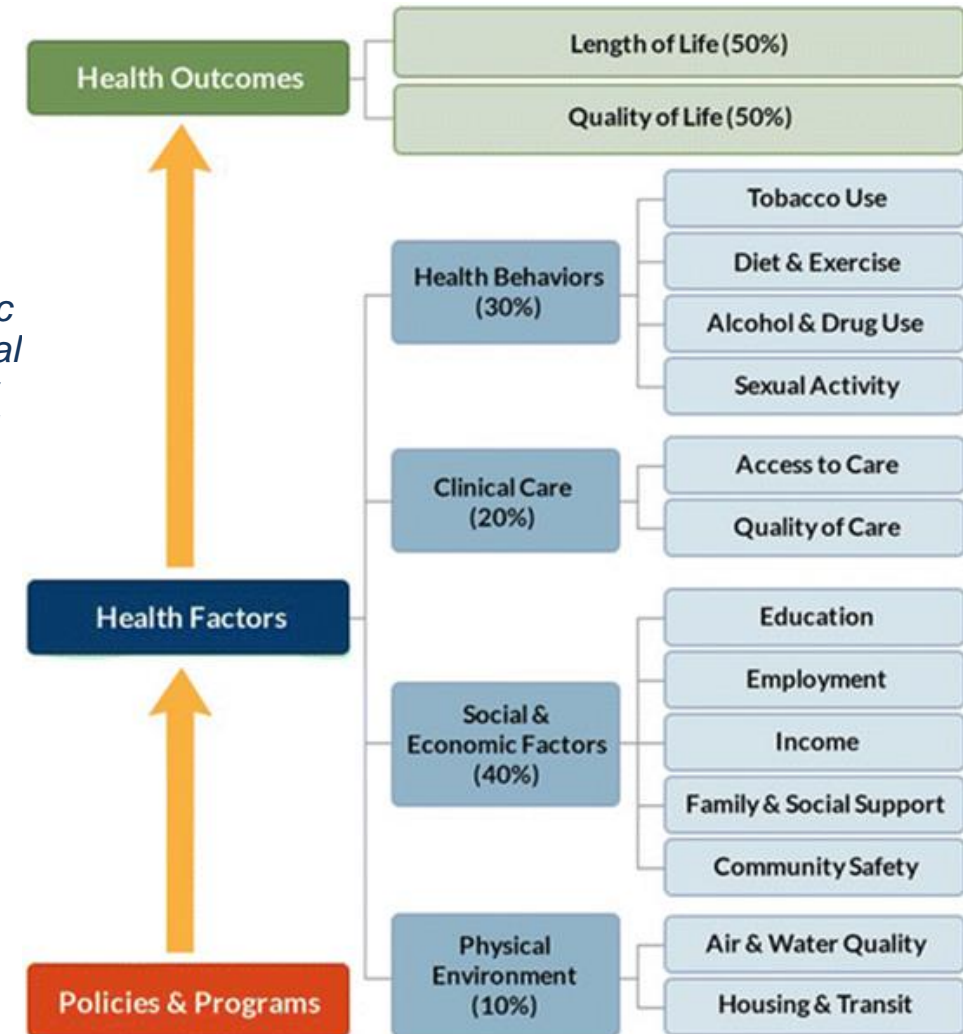 Health Outcomes
Length of Life (50%)
Quality of Life (50%)
Health Behaviors
(30%)
Tobacco Use
Diet & Exercise
Alcohol & Drug Use
Sexual Activity
Clinical Care
(20%)
Access to Care
Quality of Care
Health Factors
Social &
Economic Factors
(40%)
Education
Employment
Income
Family & Social Support
Community Safety
Physical
Environment
(10%)
Air & Water Quality
Housing & Transit
Policies & Programs